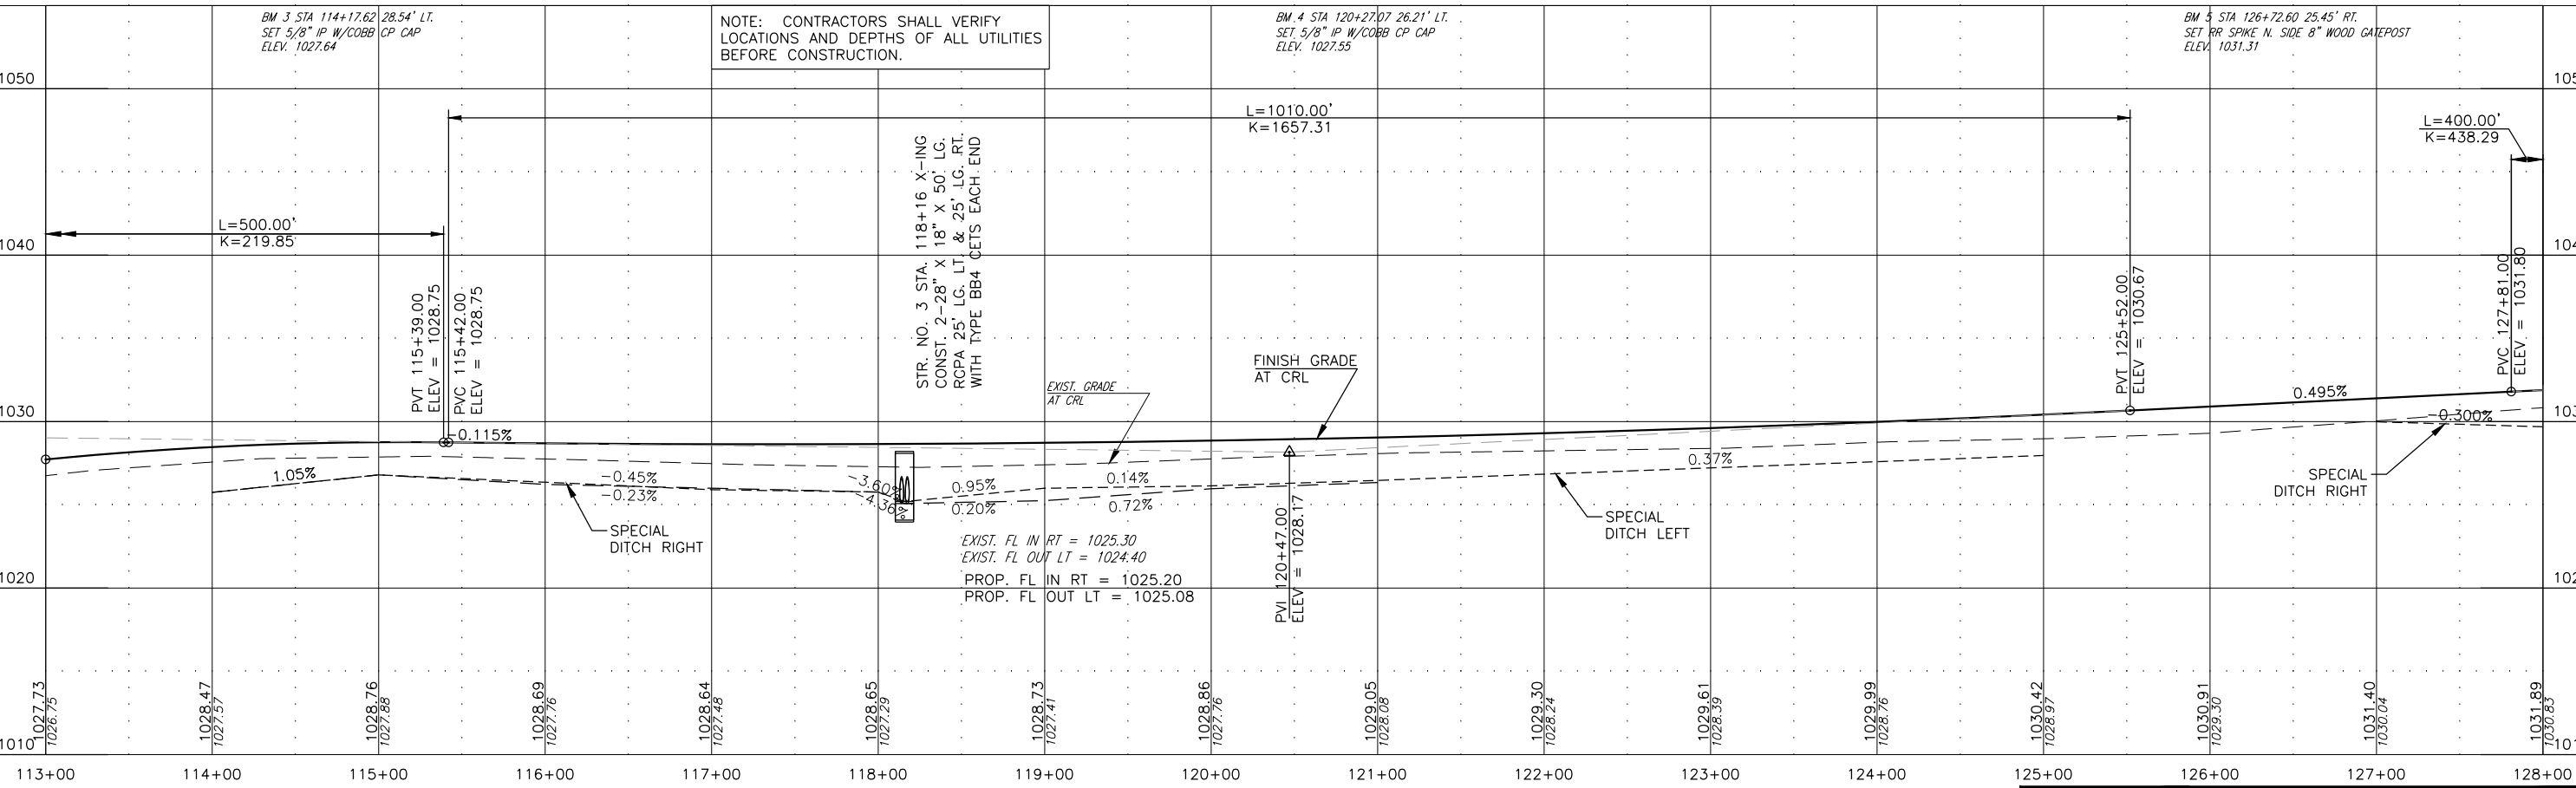 BM 3 STA 114+17.62 28.54' LT.
SET 5/8" IP W/COBB CP CAP
ELEV. 1027.64
NOTE: CONTRACTORS SHALL VERIFY
LOCATIONS AND DEPTHS OF ALL UTILITIES
BEFORE CONSTRUCTION.
BM 4 STA 120+27.07 26.21' LT.
SET 5/8" IP W/COBB CP CAP
ELEV. 1027.55
BM 5 STA 126+72.60 25.45' RT.
SET RR SPIKE N. SIDE 8" WOOD GATEPOST
ELEV. 1031.31
1050
1040
1030
1020
1010
L=500.00'
K=219.85
L=1010.00'
K=1657.31
L=400.00'
K=438.29
PVT 115+39.00
ELEV = 1028.75
PVC 115+42.00
ELEV = 1028.75
STR. NO. 3 STA. 118+16 X-ING
CONST. 2-28" X 18" X 50' LG.
RCPA 25' LG. LT. & 25' LG. RT.
WITH TYPE BB4 CETS EACH END
EXIST. GRADE
AT CRL
FINISH GRADE
AT CRL
PVT 125+52.00
ELEV = 1030.67
PVC 127+81.00
ELEV = 1031.80
-0.115%
0.495%
-0.300%
1.05%
-0.45%
-0.23%
-3.60%
-4.36%
0.95%
0.20%
0.14%
0.72%
0.37%
SPECIAL
DITCH RIGHT
SPECIAL
DITCH LEFT
SPECIAL
DITCH RIGHT
EXIST. FL IN RT = 1025.30
EXIST. FL OUT LT = 1024.40
PROP. FL IN RT = 1025.20
PROP. FL OUT LT = 1025.08
PVI 120+47.00
ELEV = 1028.17
1027.73
1026.75
1028.47
1027.57
1028.76
1027.88
1028.69
1027.76
1028.64
1027.48
1028.65
1027.29
1028.73
1027.41
1028.86
1027.76
1029.05
1028.08
1029.30
1028.24
1029.61
1028.39
1029.99
1028.76
1030.42
1028.97
1030.91
1029.30
1031.40
1030.04
1031.89
1030.83
113+00
114+00
115+00
116+00
117+00
118+00
119+00
120+00
121+00
122+00
123+00
124+00
125+00
126+00
127+00
128+00